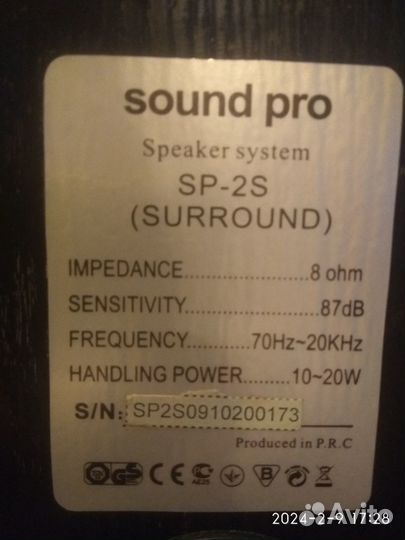 sound pro
Speaker system
SP-2S
(SURROUND)
IMPEDANCE....................8 ohm
SENSITIVITY......................87dB
FREQUENCY..........70Hz~20KHz
HANDLING POWER.......10~20W
S/N: SP2S0910200173
Produced in P.R.C
2024-2-9 17:28
Avito